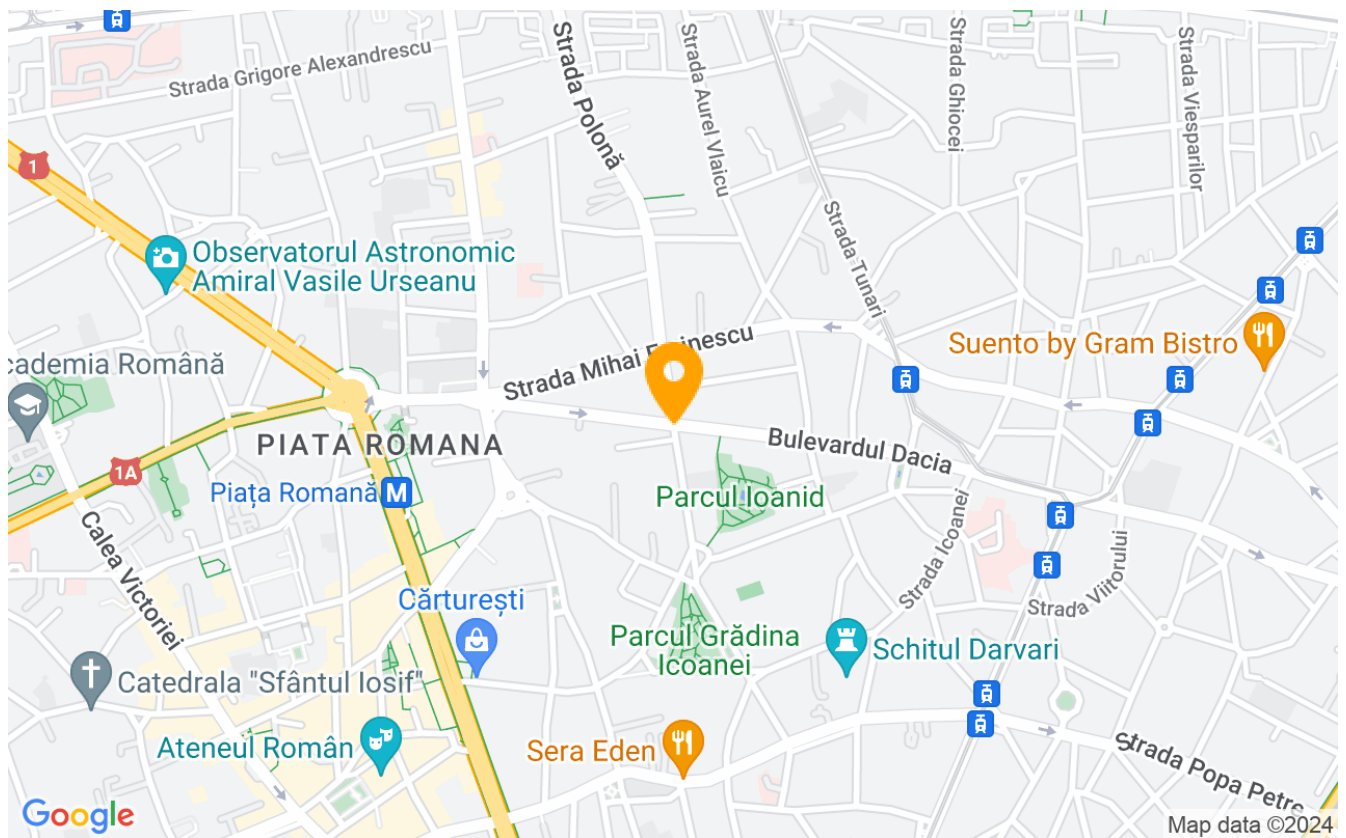 Strada Grigore Alexandrescu
Strada Polonă
Strada Aurel Vlaicu
Strada Ghiocei
Strada Viesparilor
1
Observatorul Astronomic
Amiral Vasile Urseanu
Strada Tunari
Suento by Gram Bistro
cademia Română
Strada Mihai
PIATA ROMANA
Bulevardul Dacia
1A
Piața Romană
M
Parcul Ioanid
Calea Victoriei
Strada Icoanei
Strada Viitorului
Cărturești
Parcul Grădina
Icoanei
Schitul Darvari
Catedrala "Sfântul Iosif"
Ateneul Român
Sera Eden
Strada Popa Petre
Google
Map data ©2024